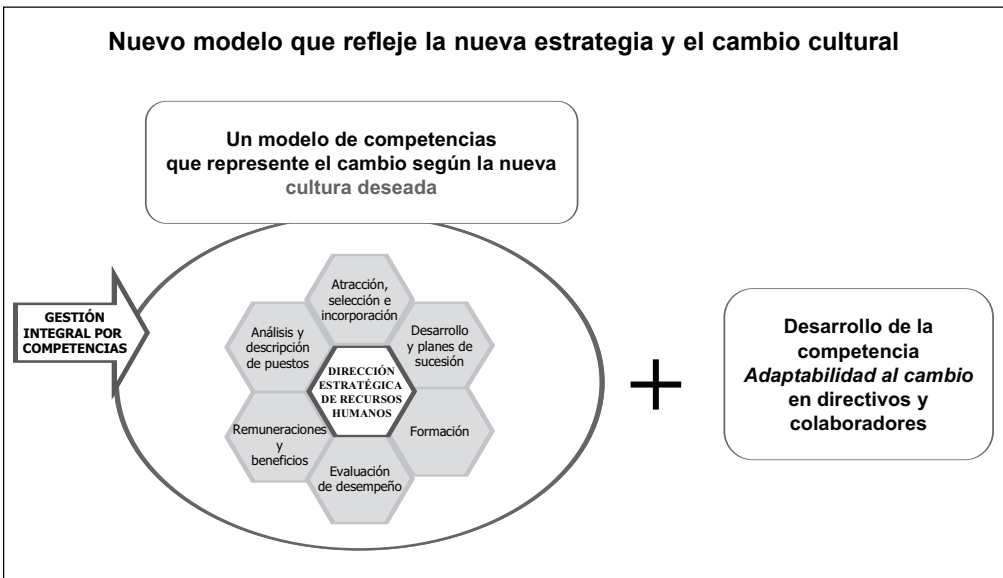 Nuevo modelo que refleje la nueva estrategia y el cambio cultural
Un modelo de competencias
que represente el cambio según la nueva
cultura deseada
GESTIÓN
INTEGRAL POR
COMPETENCIAS
Atracción,
selección e
incorporación
Análisis y
descripción
de puestos
Desarrollo
y planes de
sucesión
DIRECCIÓN
ESTRATÉGICA
DE RECURSOS
HUMANOS
Remuneraciones
y
beneficios
Formación
Evaluación
de desempeño
+
Desarrollo de la
competencia
Adaptabilidad al cambio
en directivos y
colaboradores